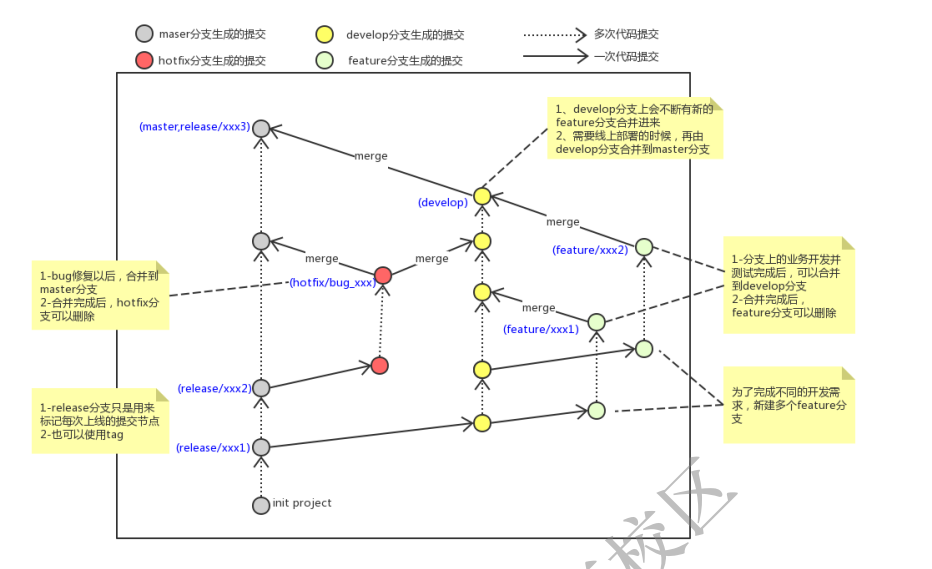 maser分支生成的提交
develop分支生成的提交
多次代码提交
hotfix分支生成的提交
feature分支生成的提交
一次代码提交
1、develop分支上会不断有新的
feature分支合并进来
2、需要线上部署的时候，再由
develop分支合并到master分支
(master,release/xxx3)
merge
(develop)
merge
(feature/xxx2)
1-分支上的业务开发并
测试完成后，可以合并
到develop分支
2-合并完成后，
feature分支可以删除
merge
merge
1-bug修复以后，合并到
master分支
2-合并完成后，hotfix分
支可以删除
(hotfix/bug_xxx)
merge
(feature/xxx1)
(release/xxx2)
为了完成不同的开发需
求，新建多个feature分
支
1-release分支只是用来
标记每次上线的提交节点
2-也可以使用tag
(release/xxx1)
init project
校区